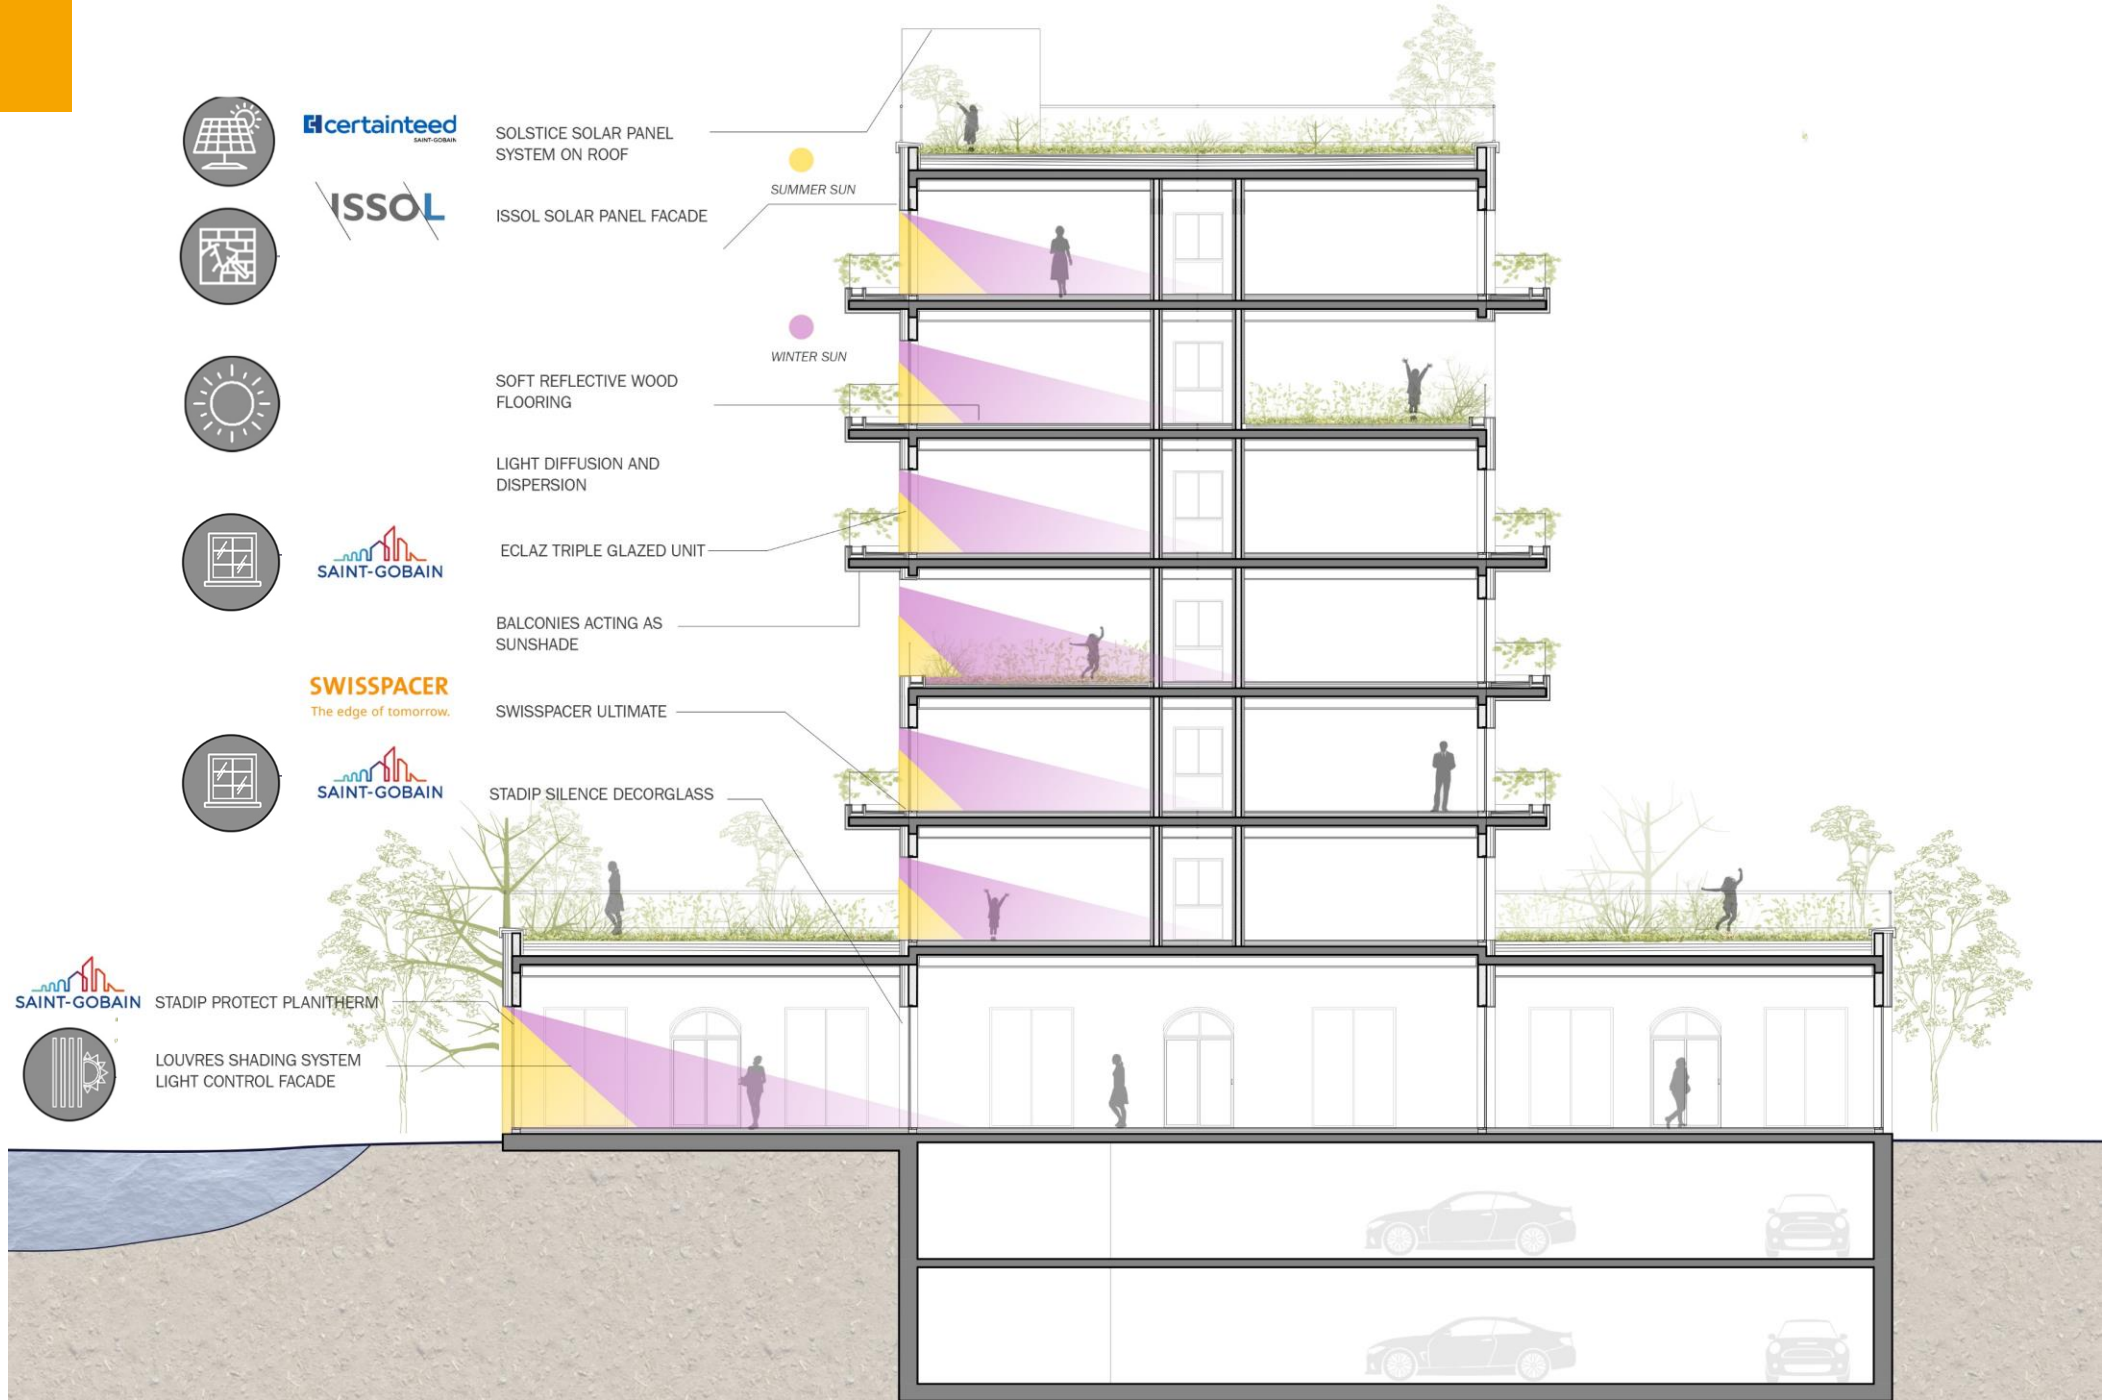 certainteed
SAINT-GOBAIN
SOLSTICE SOLAR PANEL
SYSTEM ON ROOF
SUMMER SUN
ISSOL
ISSOL SOLAR PANEL FACADE
WINTER SUN
SOFT REFLECTIVE WOOD
FLOORING
LIGHT DIFFUSION AND
DISPERSION
SAINT-GOBAIN
ECLAZ TRIPLE GLAZED UNIT
BALCONIES ACTING AS
SUNSHADE
SWISSPACER
The edge of tomorrow.
SWISSPACER ULTIMATE
SAINT-GOBAIN
STADIP SILENCE DECORGLASS
SAINT-GOBAIN
STADIP PROTECT PLANITHERM
LOUVRES SHADING SYSTEM
LIGHT CONTROL FACADE